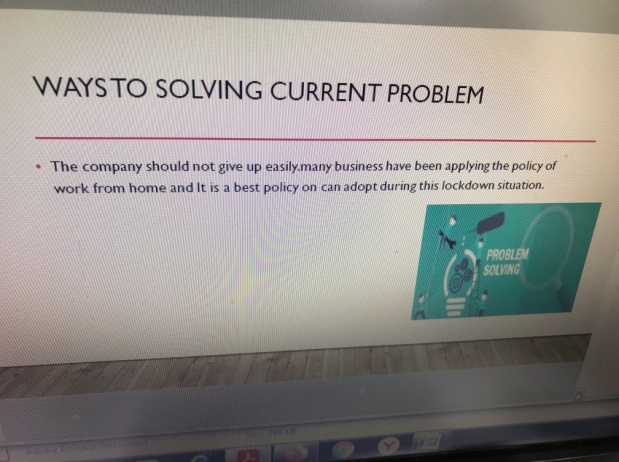 WAYS TO SOLVING CURRENT PROBLEM
• The company should not give up easily.many business have been applying the policy of
work from home and It is a best policy on can adopt during this lockdown situation.
PROBLEM
SOLVING